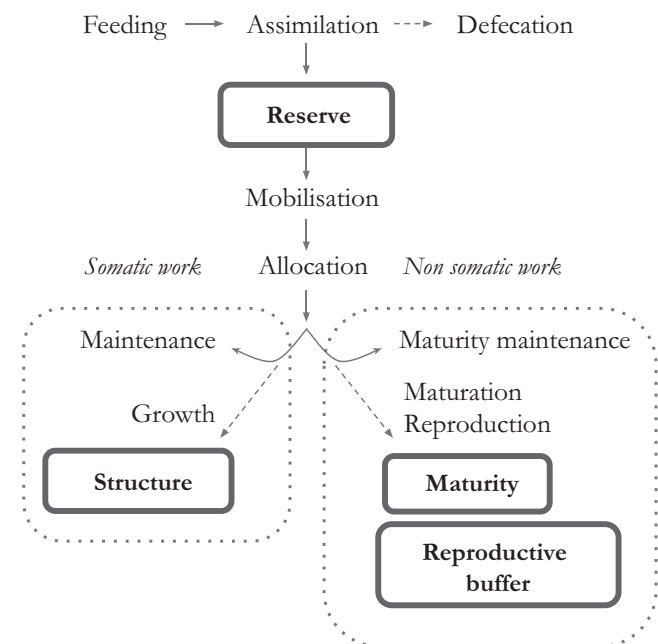 Feeding
Assimilation
Defecation
Reserve
Mobilisation
Somatic work
Allocation
Non somatic work
Maintenance
Maturity maintenance
Growth
Maturation
Reproduction
Structure
Maturity
Reproductive
buffer